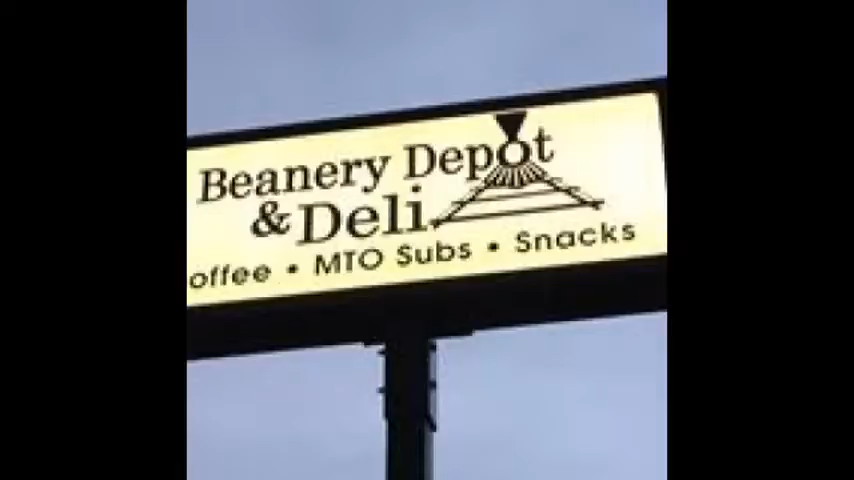 Beanery Depot
& Deli
offee • MTO Subs • Snacks